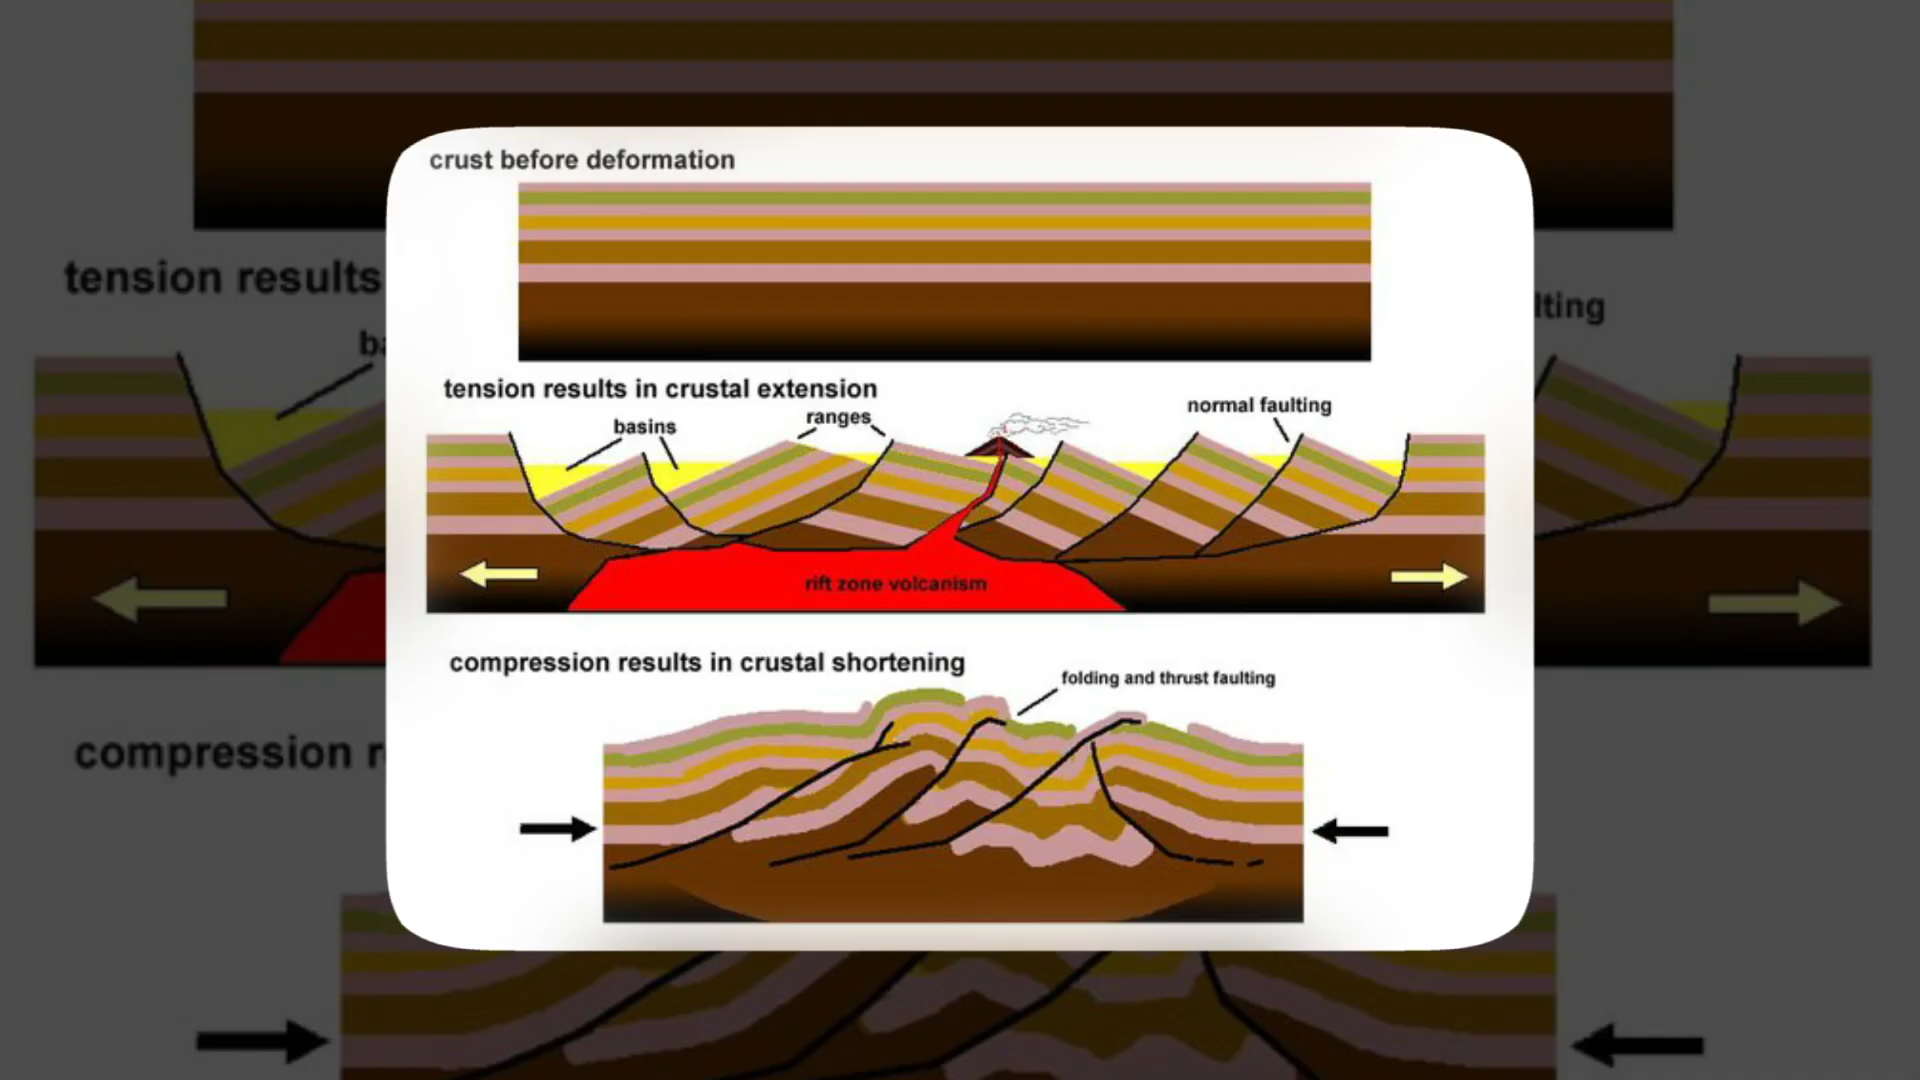 crust before deformation
tension results in crustal extension
basins
ranges
normal faulting
rift zone volcanism
compression results in crustal shortening
folding and thrust faulting
tension results
ba
lting
compression r